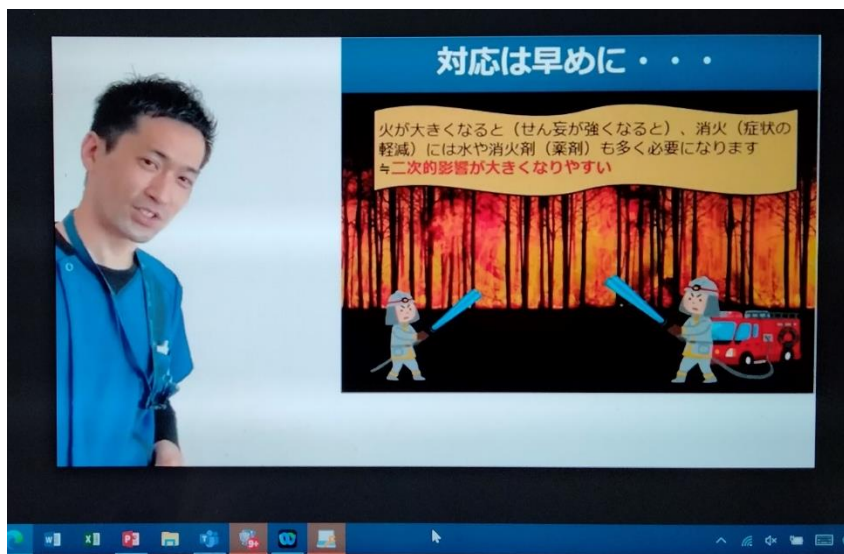 対応は早めに・・・
火が大きくなると（せん妄が強くなると）、消火（症状の
軽減）には水や消火剤（薬剤）も多く必要になります
≒二次的影響が大きくなりやすい
9+